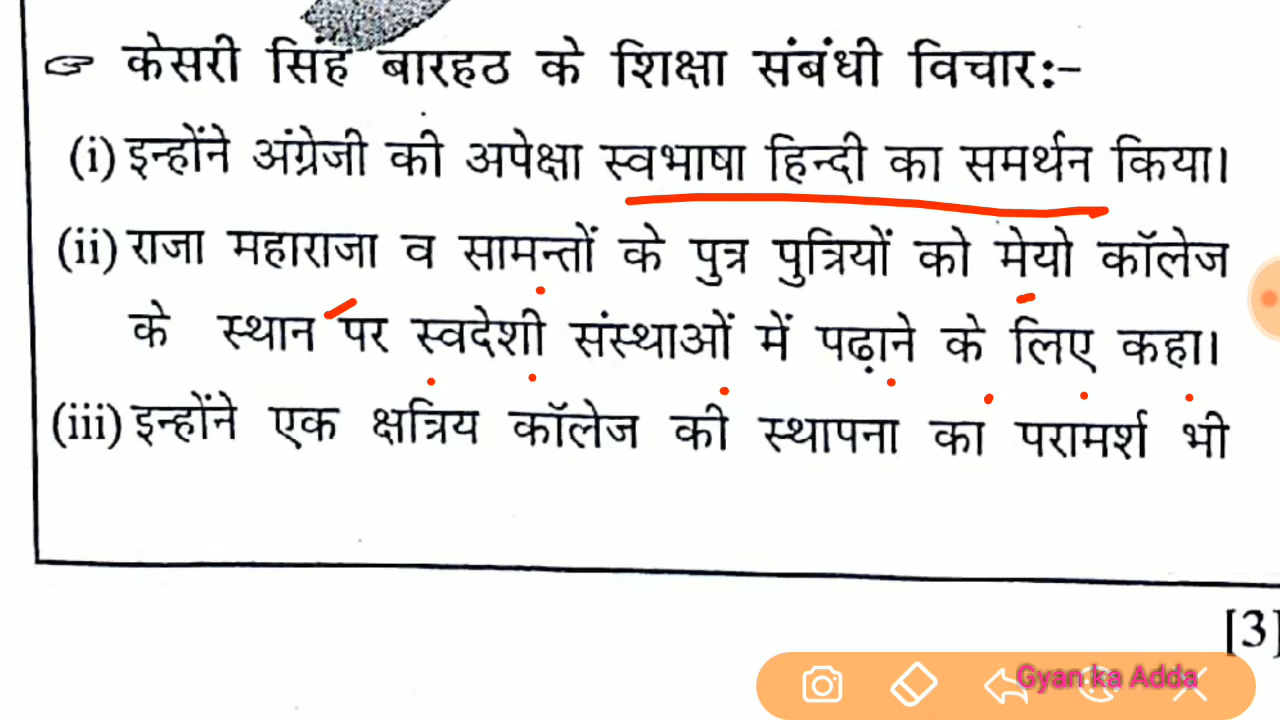 ☞ केसरी सिंह बारहठ के शिक्षा संबंधी विचार:-
(i) इन्होंने अंग्रेजी की अपेक्षा स्वभाषा हिन्दी का समर्थन किया।
(ii) राजा महाराजा व सामन्तों के पुत्र पुत्रियों को मेयो कॉलेज
के स्थान पर स्वदेशी संस्थाओं में पढ़ाने के लिए कहा।
(iii) इन्होंने एक क्षत्रिय कॉलेज की स्थापना का परामर्श भी
[3]
Gyan ka Adda